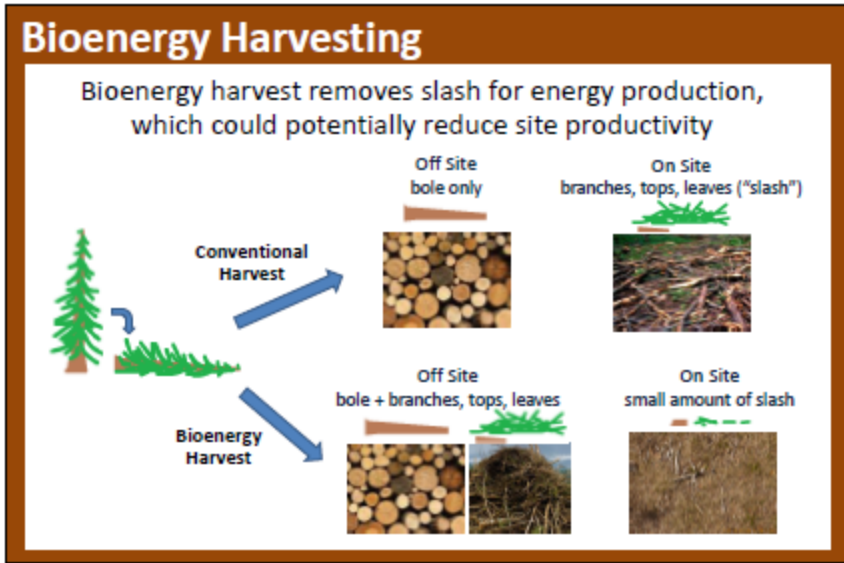 Bioenergy Harvesting
Bioenergy harvest removes slash for energy production,
which could potentially reduce site productivity
Off Site
bole only
On Site
branches, tops, leaves (“slash”)
Conventional
Harvest
Off Site
bole + branches, tops, leaves
On Site
small amount of slash
Bioenergy
Harvest